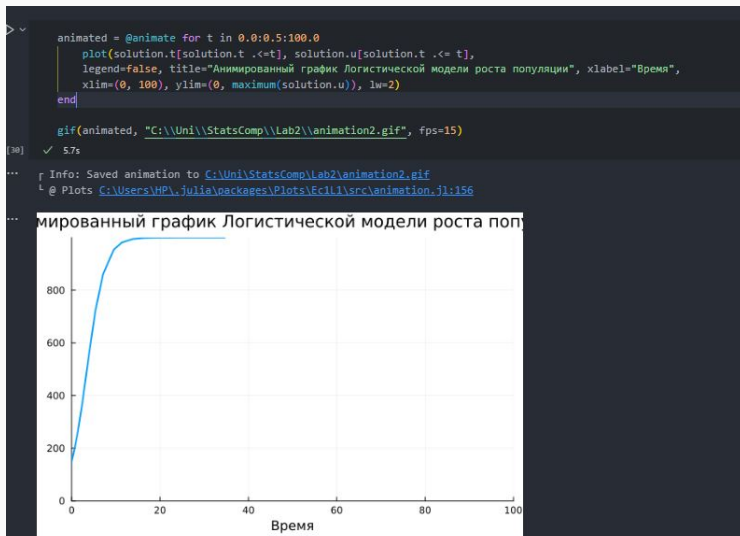 animated = @animate for t in 0.0:0.5:100.0
plot(solution.t[solution.t .<=t], solution.u[solution.t .<= t],
legend=false, title="Анимированный график Логистической модели роста популяции", xlabel="Время",
xlim=(0, 100), ylim=(0, maximum(solution.u)), lw=2)
end
gif(animated, "C:\\Uni\\StatsComp\\Lab2\\animation2.gif", fps=15)
[30] ✓ 5.7s
... ┌ Info: Saved animation to C:\Uni\StatsComp\Lab2\animation2.gif
└ @ Plots C:\Users\HP\.julia\packages\Plots\Ec1L1\src\animation.jl:156
...
мированный график Логистической модели роста поп
800
600
400
200
0
0 20 40 60 80 100
Время